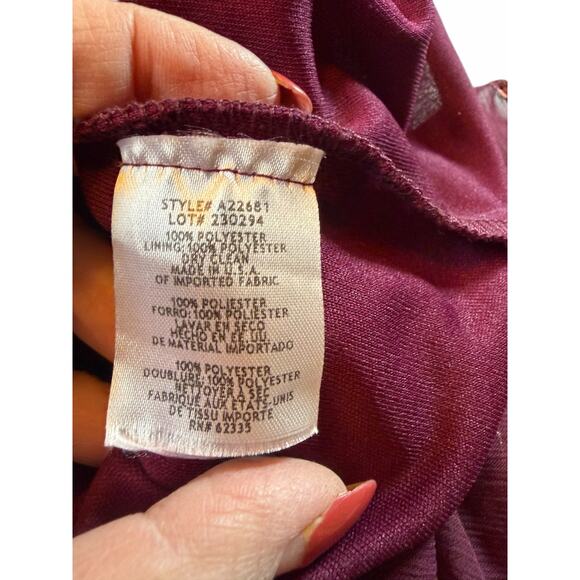 STYLE# A22681
LOT# 230294
100% POLYESTER
LINING: 100% POLYESTER
DRY CLEAN
MADE IN U.S.A.
OF IMPORTED FABRIC
100% POLIESTER
FORRO: 100% POLIESTER
LAVAR EN SECO
HECHO EN EE.UU.
DE MATERIAL IMPORTADO
100% POLYESTER
DOUBLURE: 100% POLYESTER
NETTOYER A SEC
FABRIQUE AUX ETATS-UNIS
DE TISSU IMPORTE
RN# 62335